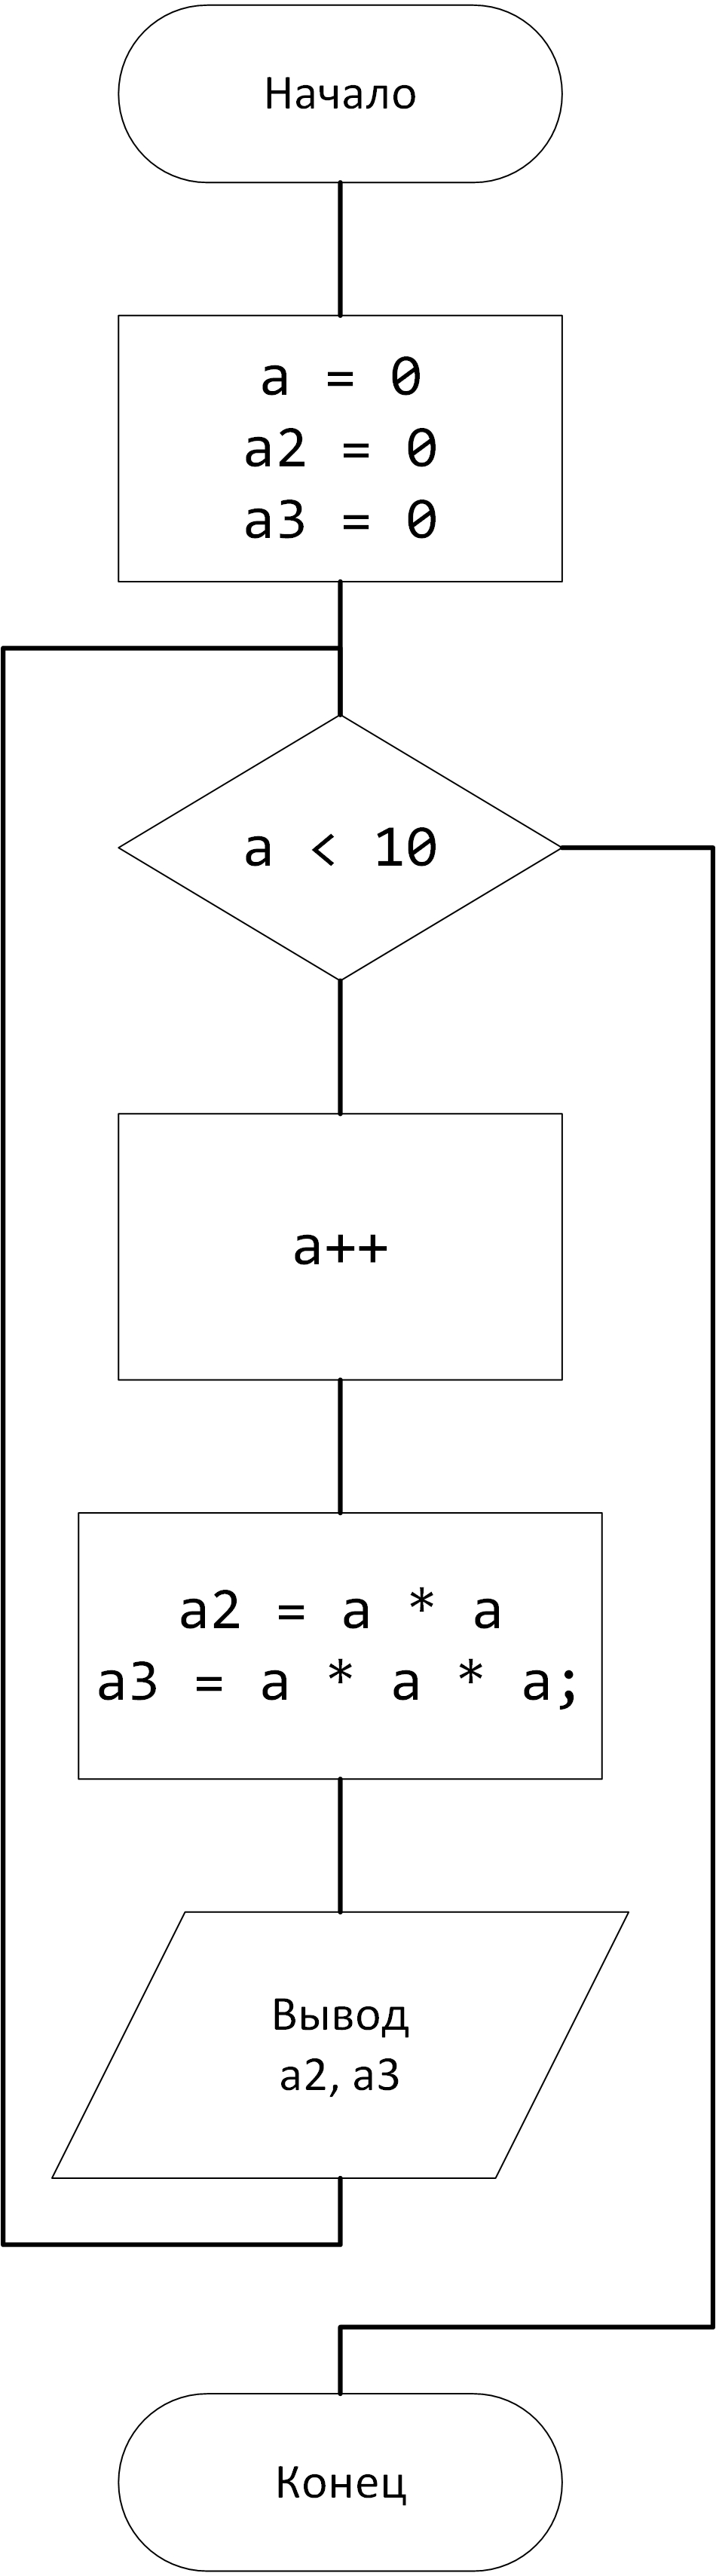 Начало
a = 0
a2 = 0
a3 = 0
a < 10
a++
a2 = a * a
a3 = a * a * a;
Вывод
a2, a3
Конец